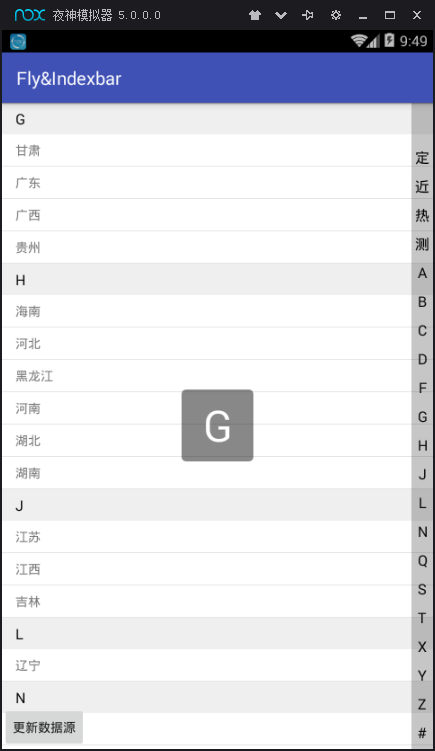 nox 夜神模拟器 5.0.0.0
9:49
Fly&Indexbar
G
甘肃
广东
广西
贵州
H
海南
河北
黑龙江
河南
湖北
湖南
J
江苏
江西
吉林
L
辽宁
N
更新数据源
G
定
近
热
测
A
B
C
D
F
G
H
J
L
N
Q
S
T
X
Y
Z
#